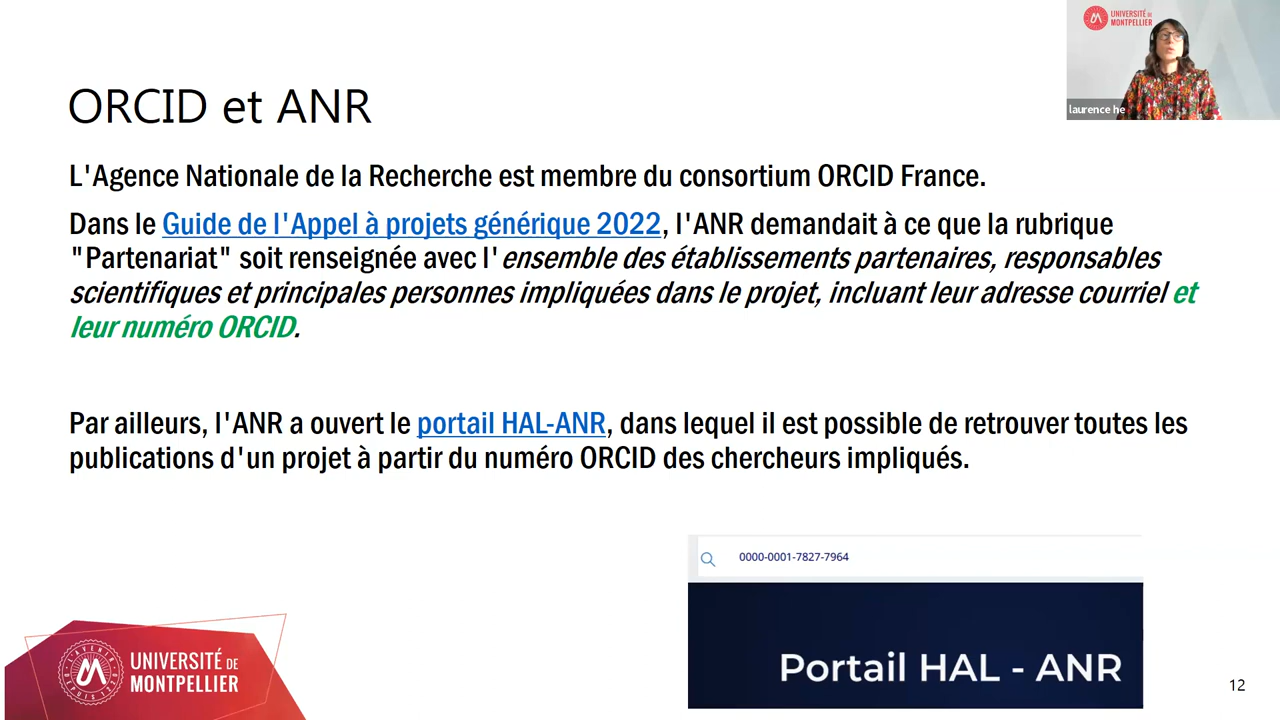 UNIVERSITÉ DE
MONTPELLIER
laurence he
ORCID et ANR
L'Agence Nationale de la Recherche est membre du consortium ORCID France.
Dans le Guide de l'Appel à projets générique 2022, l'ANR demandait à ce que la rubrique
"Partenariat" soit renseignée avec l'ensemble des établissements partenaires, responsables
scientifiques et principales personnes impliquées dans le projet, incluant leur adresse courriel et
leur numéro ORCID.
Par ailleurs, l'ANR a ouvert le portail HAL-ANR, dans lequel il est possible de retrouver toutes les
publications d'un projet à partir du numéro ORCID des chercheurs impliqués.
0000-0001-7827-7964
Portail HAL - ANR
UNIVERSITÉ DE
MONTPELLIER
12